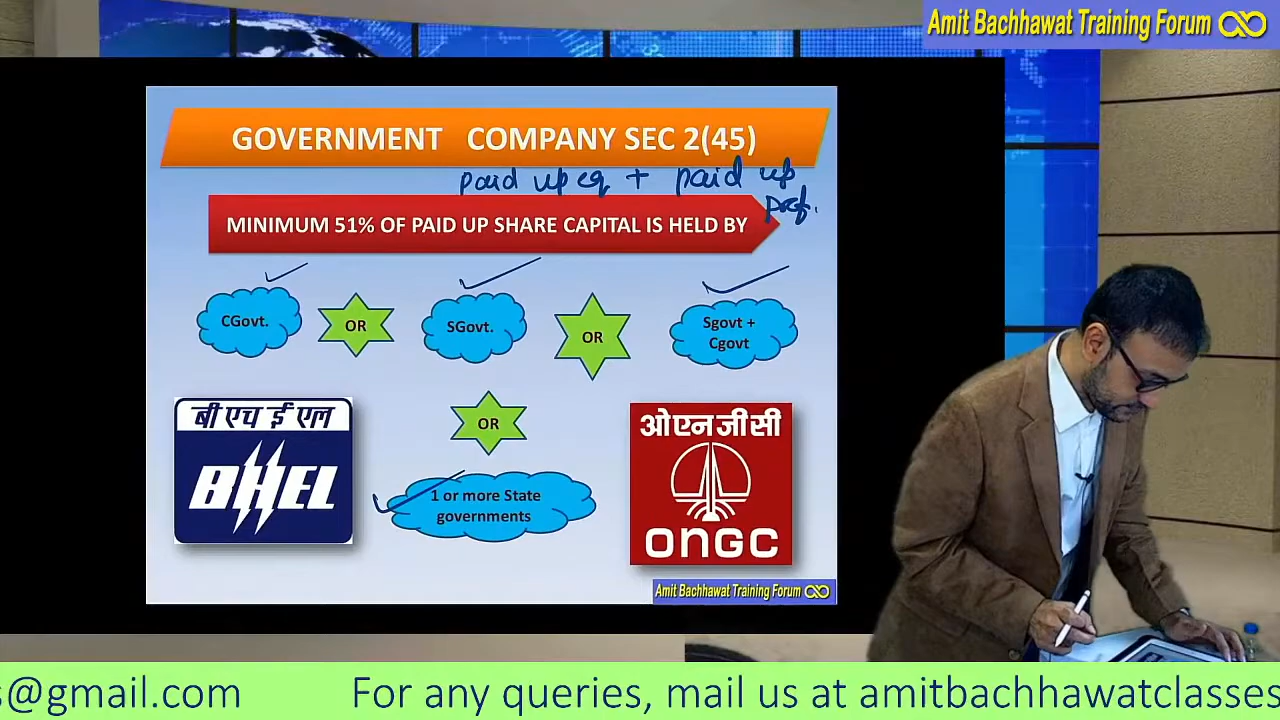 Amit Bachhawat Training Forum
GOVERNMENT COMPANY SEC 2(45)
paid up eq + paid up
pref.
MINIMUM 51% OF PAID UP SHARE CAPITAL IS HELD BY
CGovt.
OR
SGovt.
OR
Sgovt +
Cgovt
बी एच ई एल
BHEL
OR
1 or more State
governments
ओ एन जी सी
ONGC
Amit Bachhawat Training Forum
s@gmail.com For any queries, mail us at amitbachhawatclasses